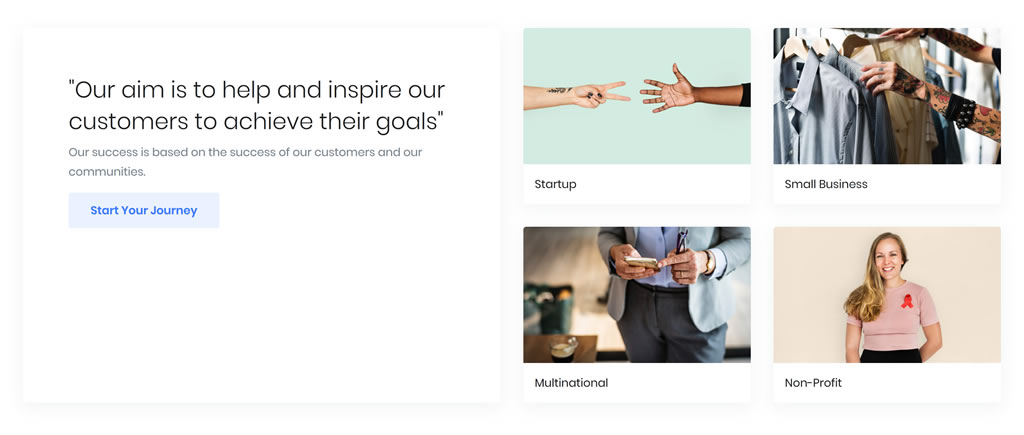 "Our aim is to help and inspire our
customers to achieve their goals"
Our success is based on the success of our customers and our
communities.
Start Your Journey
Startup
Small Business
Multinational
Non-Profit